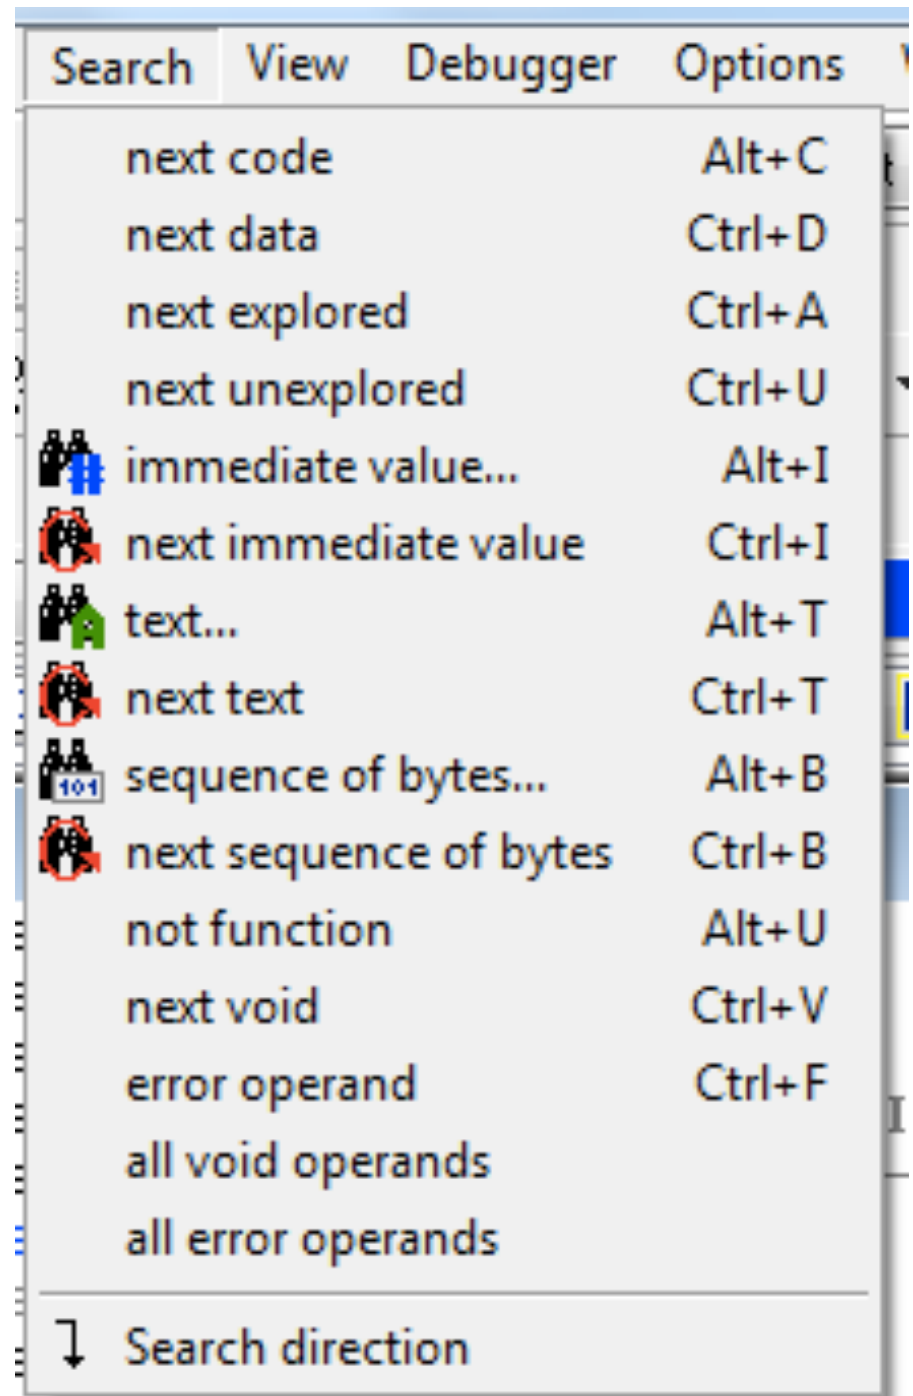 Search View Debugger Options
next code Alt+C
next data Ctrl+D
next explored Ctrl+A
next unexplored Ctrl+U
immediate value... Alt+I
next immediate value Ctrl+I
text... Alt+T
next text Ctrl+T
101 sequence of bytes... Alt+B
next sequence of bytes Ctrl+B
not function Alt+U
next void Ctrl+V
error operand Ctrl+F
all void operands
all error operands
Search direction